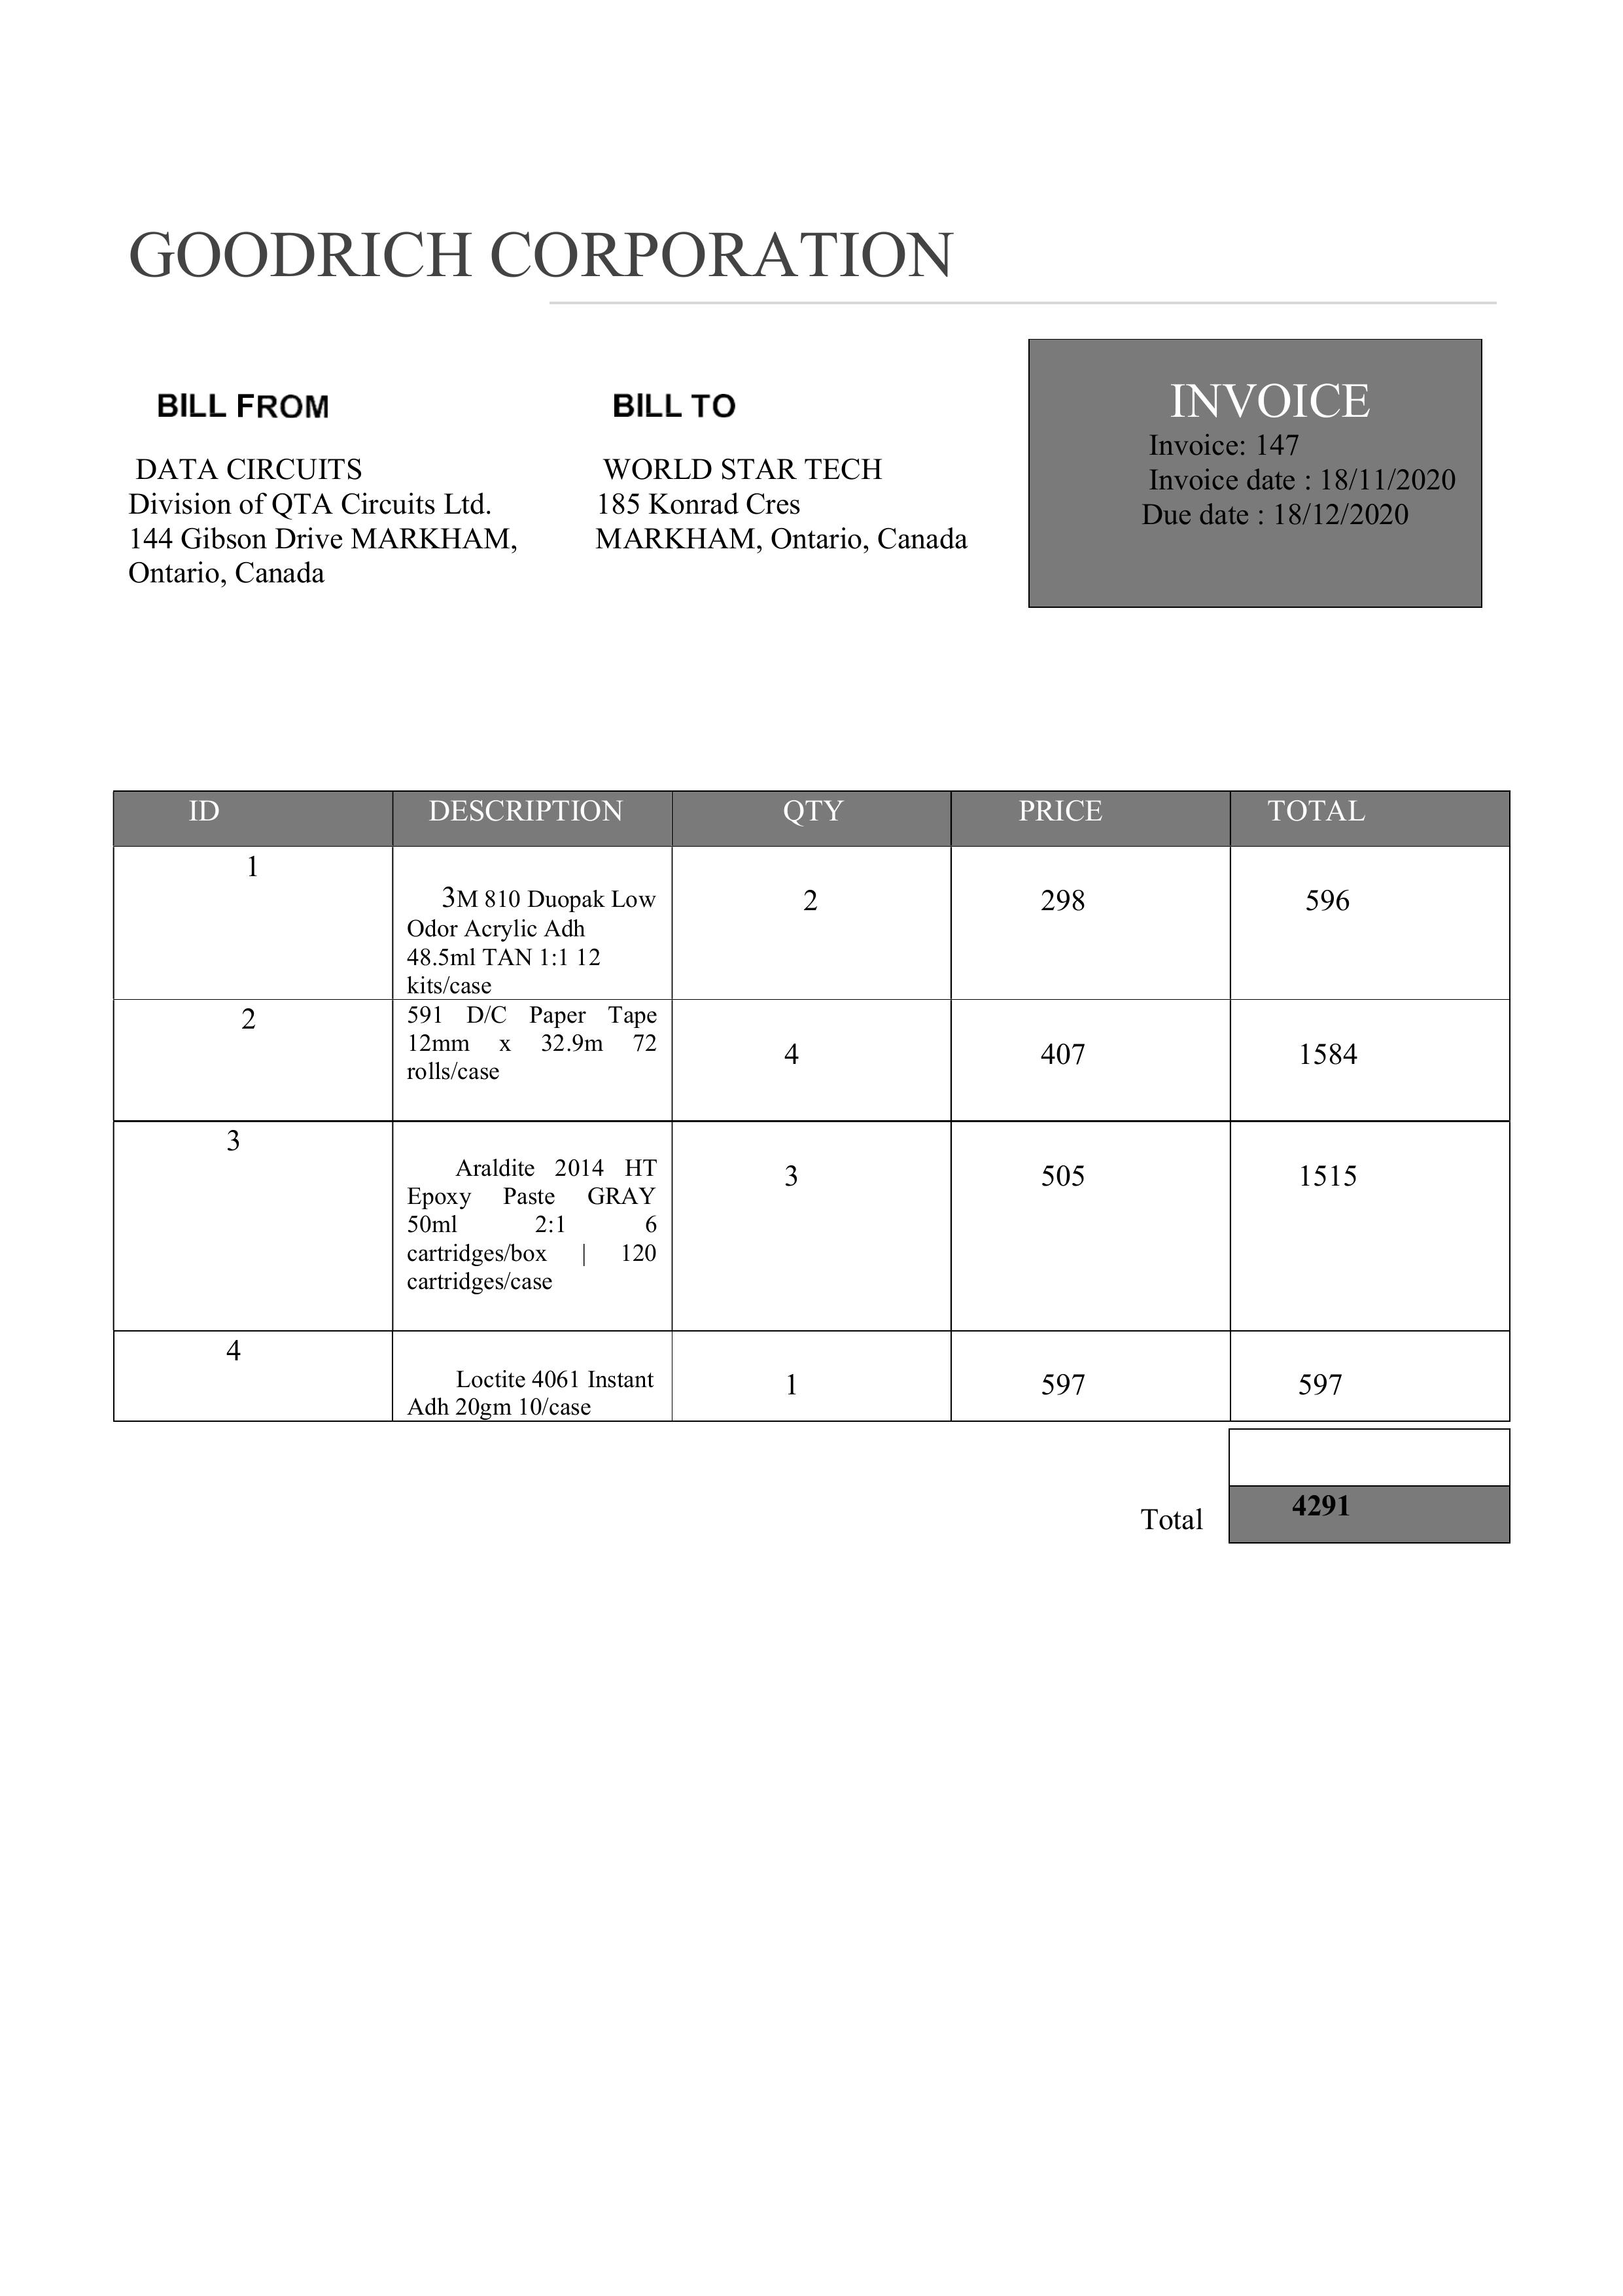 GOODRICH CORPORATION
BILL FROM
DATA CIRCUITS
Division of QTA Circuits Ltd.
144 Gibson Drive MARKHAM,
Ontario, Canada
BILL TO
WORLD STAR TECH
185 Konrad Cres
MARKHAM, Ontario, Canada
INVOICE
Invoice: 147
Invoice date : 18/11/2020
Due date : 18/12/2020
ID DESCRIPTION QTY PRICE TOTAL
1
3M 810 Duopak Low 2 298 596
Odor Acrylic Adh
48.5ml TAN 1:1 12
kits/case
2 591 D/C Paper Tape
12mm x 32.9m 72 4 407 1584
rolls/case
3
Araldite 2014 HT 3 505 1515
Epoxy Paste GRAY
50ml 2:1 6
cartridges/box | 120
cartridges/case
4
Loctite 4061 Instant 1 597 597
Adh 20gm 10/case
Total 4291